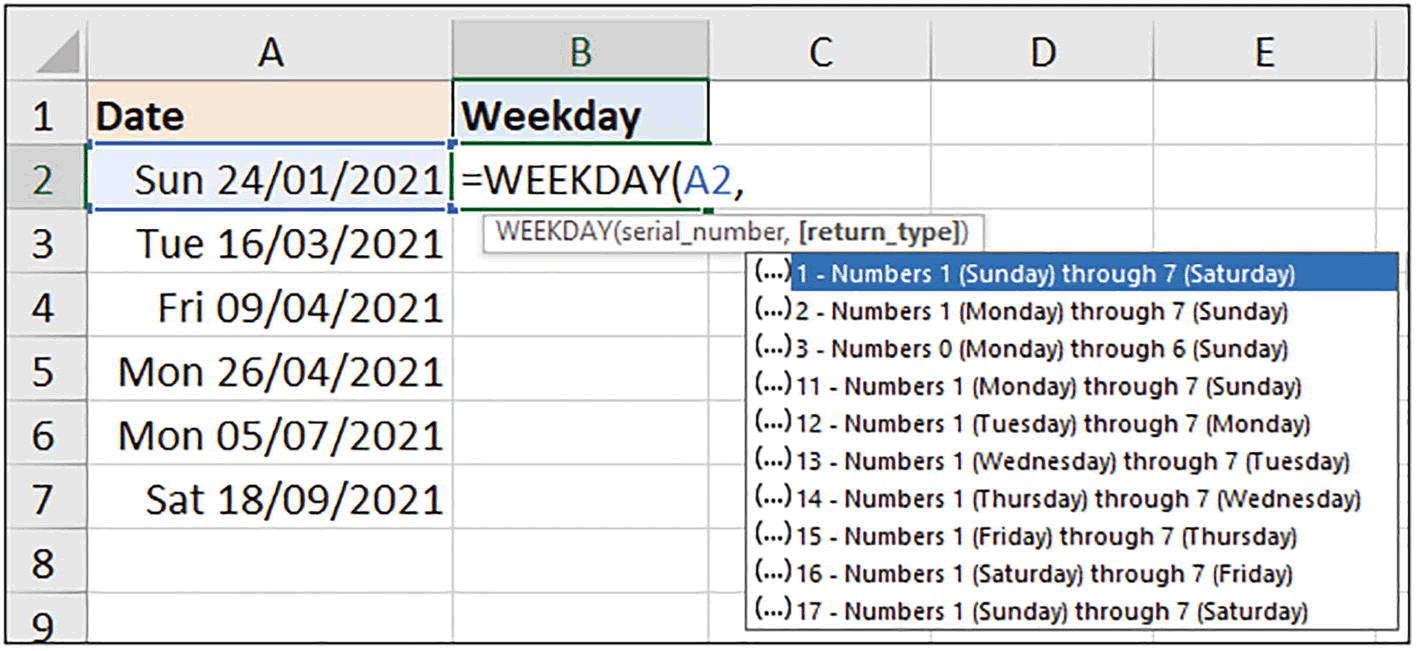 A B C D E
1 Date Weekday
2 Sun 24/01/2021 =WEEKDAY(A2,
WEEKDAY(serial_number, [return_type])
3 Tue 16/03/2021
(...) 1 - Numbers 1 (Sunday) through 7 (Saturday)
4 Fri 09/04/2021
(...) 2 - Numbers 1 (Monday) through 7 (Sunday)
(...) 3 - Numbers 0 (Monday) through 6 (Sunday)
5 Mon 26/04/2021
(...) 11 - Numbers 1 (Monday) through 7 (Sunday)
(...) 12 - Numbers 1 (Tuesday) through 7 (Monday)
6 Mon 05/07/2021
(...) 13 - Numbers 1 (Wednesday) through 7 (Tuesday)
7 Sat 18/09/2021
(...) 14 - Numbers 1 (Thursday) through 7 (Wednesday)
(...) 15 - Numbers 1 (Friday) through 7 (Thursday)
8
(...) 16 - Numbers 1 (Saturday) through 7 (Friday)
(...) 17 - Numbers 1 (Sunday) through 7 (Saturday)
9